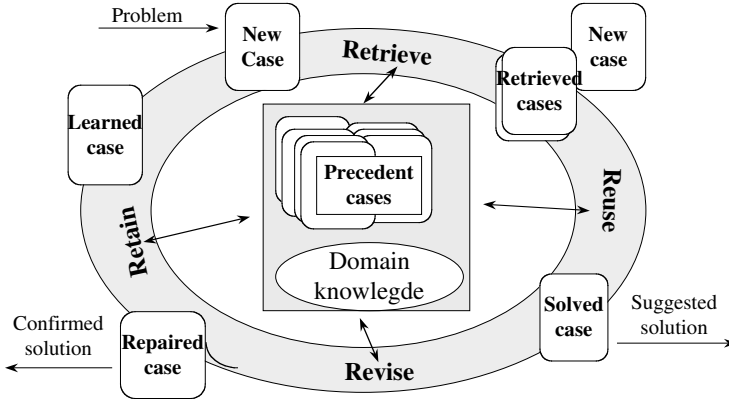 Problem
New
Case
Retrieve
New
case
Retrieved
cases
Learned
case
Precedent
cases
Reuse
Retain
Domain
knowlegde
Solved
case
Suggested
solution
Confirmed
solution
Repaired
case
Revise